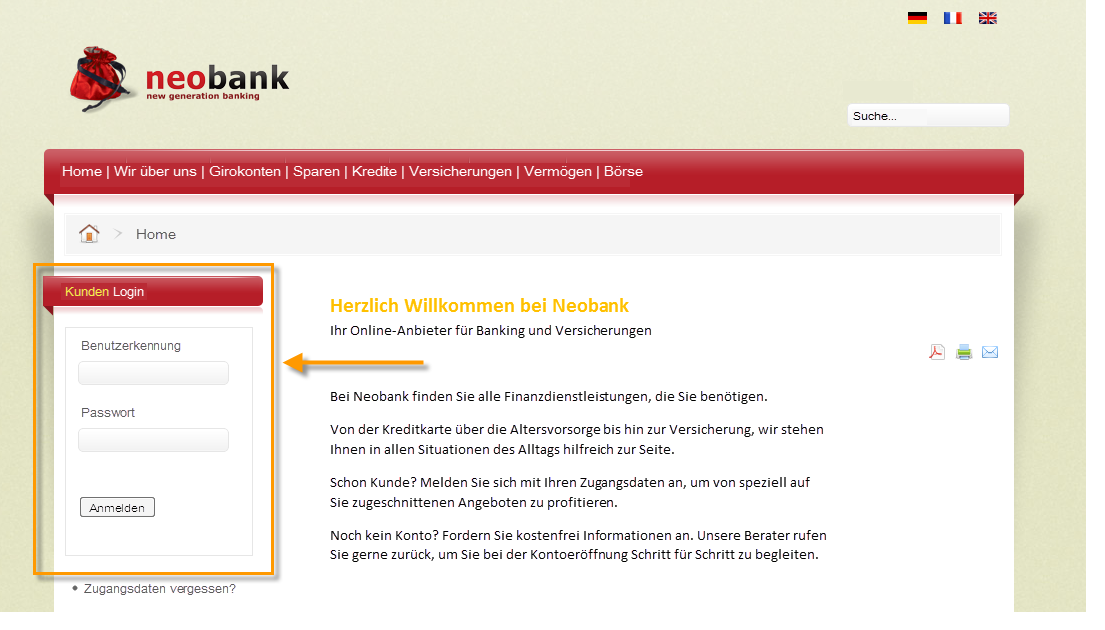 neobank
new generation banking
Suche...
Home | Wir über uns | Girokonten | Sparen | Kredite | Versicherungen | Vermögen | Börse
Home
Kunden Login
Benutzerkennung
Passwort
Anmelden
Zugangsdaten vergessen?
Herzlich Willkommen bei Neobank
Ihr Online-Anbieter für Banking und Versicherungen
Bei Neobank finden Sie alle Finanzdienstleistungen, die Sie benötigen.
Von der Kreditkarte über die Altersvorsorge bis hin zur Versicherung, wir stehen
Ihnen in allen Situationen des Alltags hilfreich zur Seite.
Schon Kunde? Melden Sie sich mit Ihren Zugangsdaten an, um von speziell auf
Sie zugeschnittenen Angeboten zu profitieren.
Noch kein Konto? Fordern Sie kostenfrei Informationen an. Unsere Berater rufen
Sie gerne zurück, um Sie bei der Kontoeröffnung Schritt für Schritt zu begleiten.